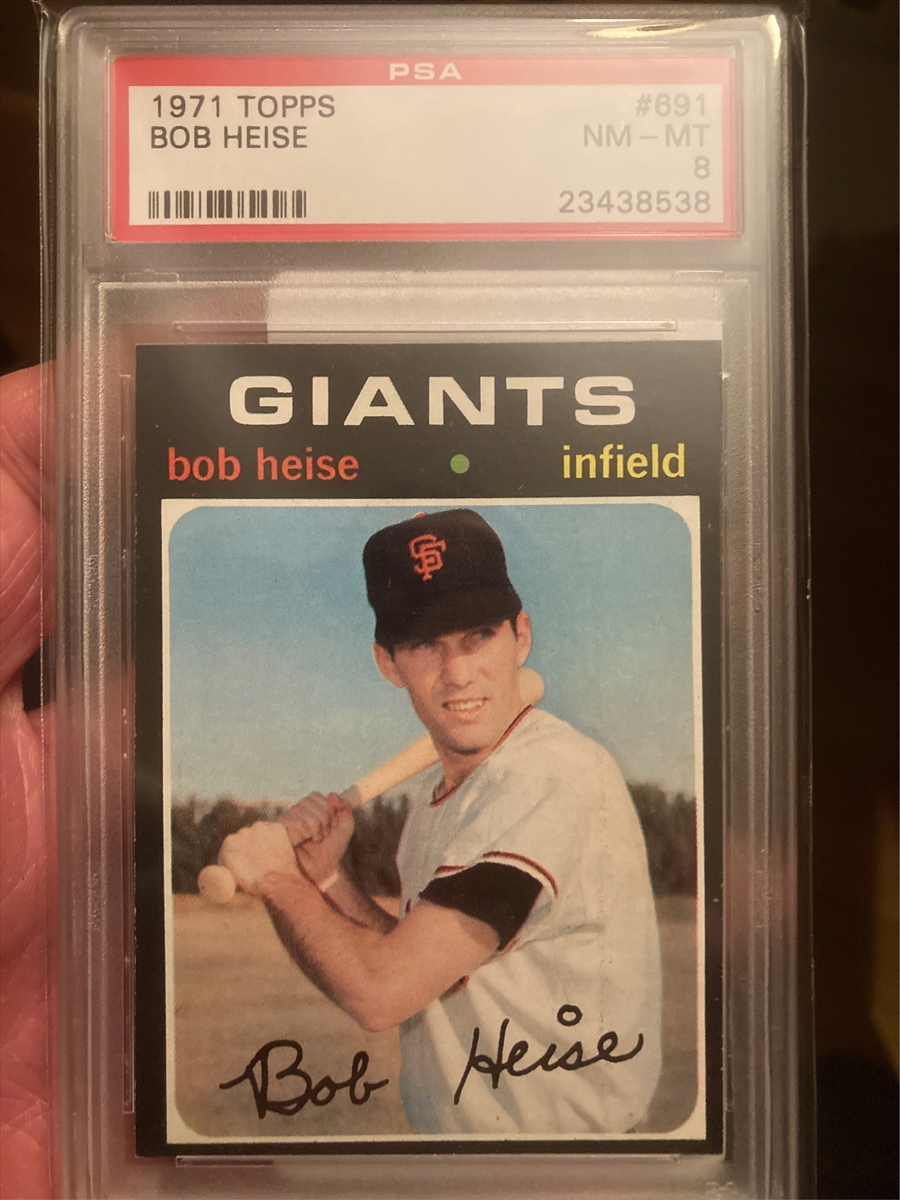 PSA
1971 TOPPS #691
BOB HEISE NM-MT
8
23438538
GIANTS
bob heise • infield
SF
Bob Heise